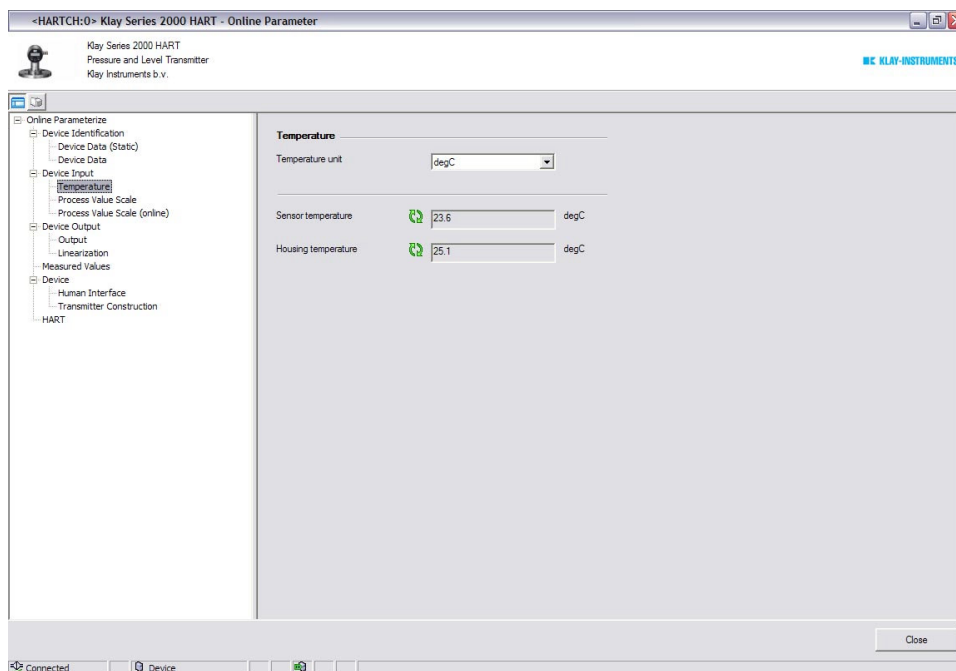 <HARTCH:0> Klay Series 2000 HART - Online Parameter
Klay Series 2000 HART
Pressure and Level Transmitter
Klay Instruments b.v.
KLAY-INSTRUMENTS
Online Parameterize
Device Identification
Device Data (Static)
Device Data
Device Input
Temperature
Process Value Scale
Process Value Scale (online)
Device Output
Output
Linearization
Measured Values
Device
Human Interface
Transmitter Construction
HART
Temperature
Temperature unit degC
Sensor temperature 23.6 degC
Housing temperature 25.1 degC
Close
Connected Device